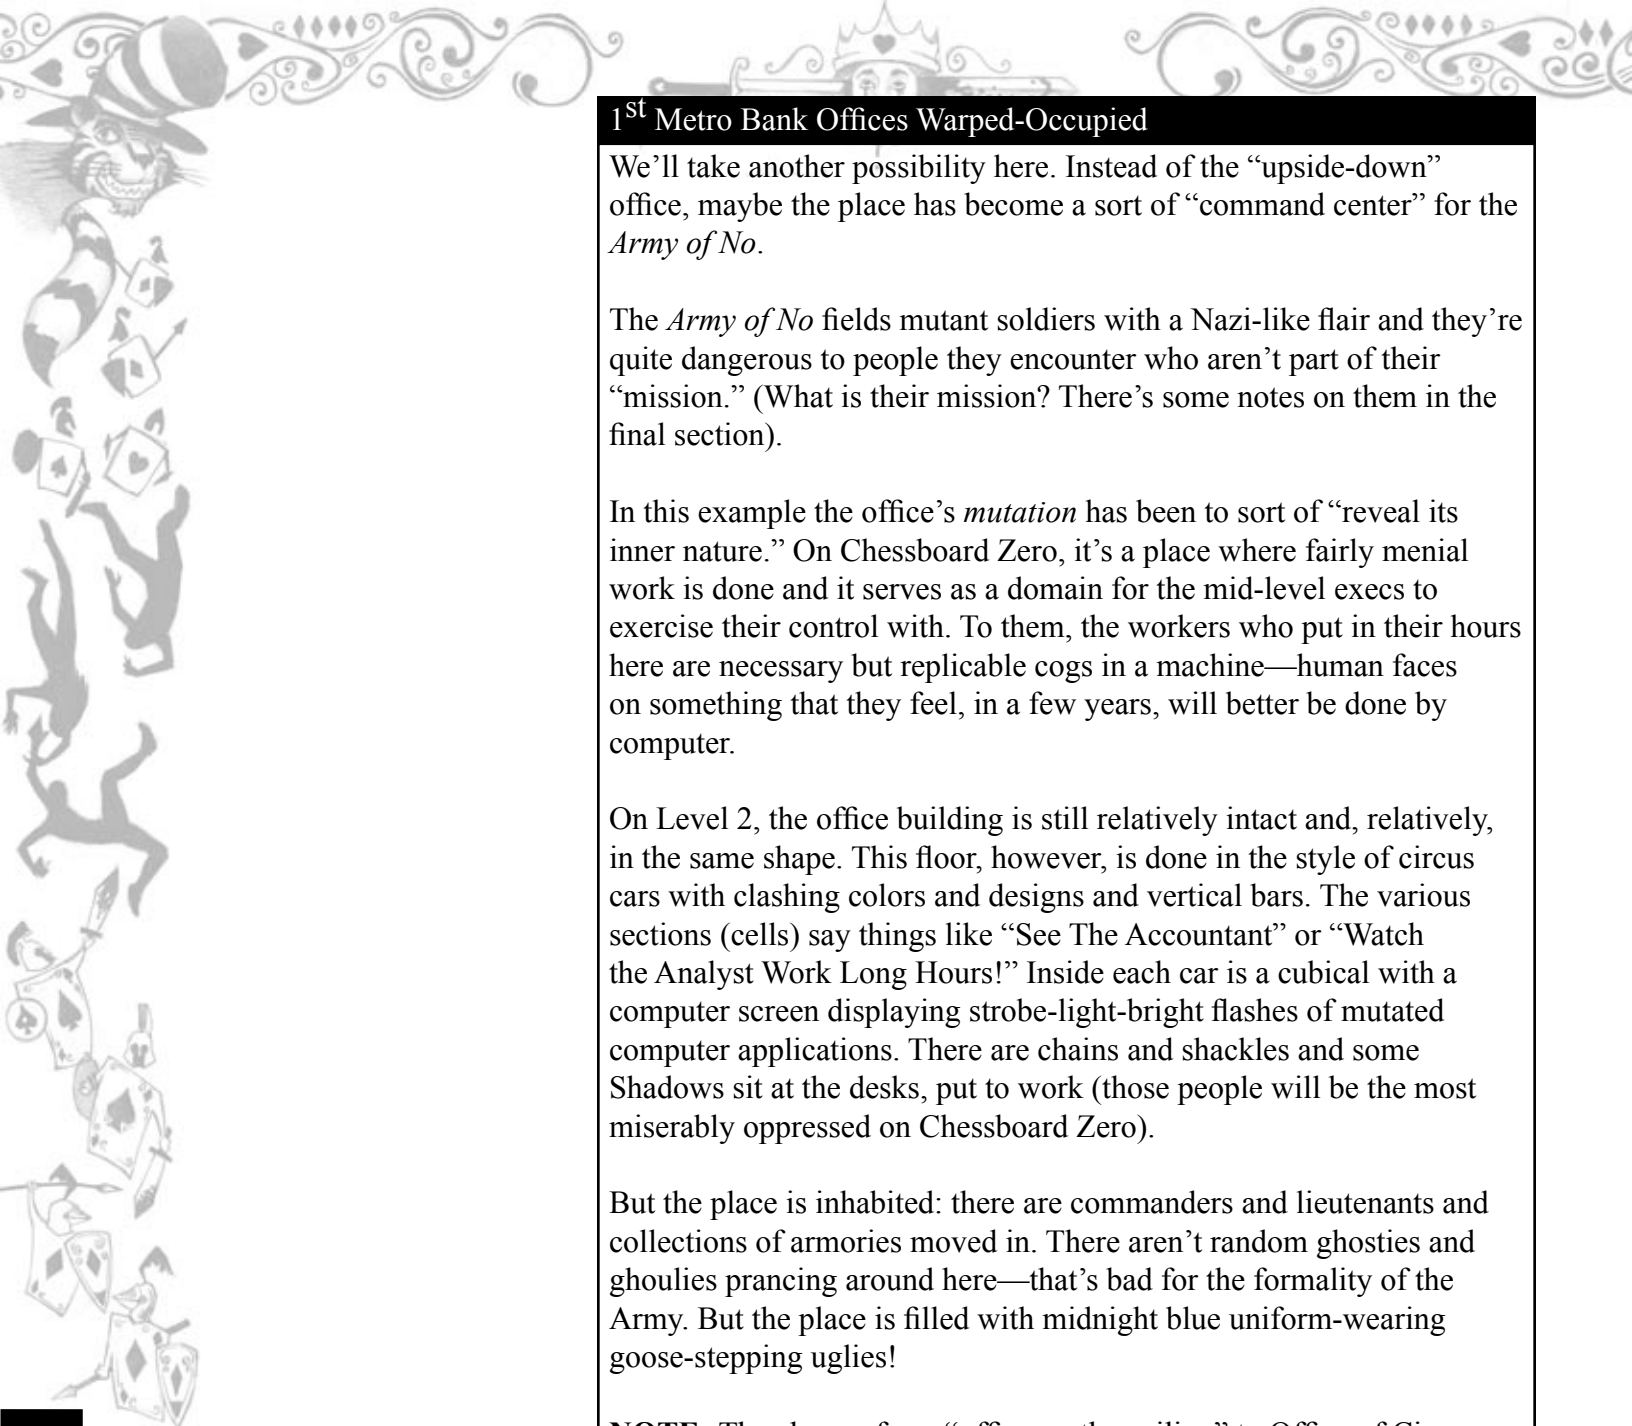 1st Metro Bank Offices Warped-Occupied
We’ll take another possibility here. Instead of the “upside-down”
office, maybe the place has become a sort of “command center” for the
Army of No.
The Army of No fields mutant soldiers with a Nazi-like flair and they’re
quite dangerous to people they encounter who aren’t part of their
“mission.” (What is their mission? There’s some notes on them in the
final section).
In this example the office’s mutation has been to sort of “reveal its
inner nature.” On Chessboard Zero, it’s a place where fairly menial
work is done and it serves as a domain for the mid-level execs to
exercise their control with. To them, the workers who put in their hours
here are necessary but replicable cogs in a machine—human faces
on something that they feel, in a few years, will better be done by
computer.
On Level 2, the office building is still relatively intact and, relatively,
in the same shape. This floor, however, is done in the style of circus
cars with clashing colors and designs and vertical bars. The various
sections (cells) say things like “See The Accountant” or “Watch
the Analyst Work Long Hours!” Inside each car is a cubical with a
computer screen displaying strobe-light-bright flashes of mutated
computer applications. There are chains and shackles and some
Shadows sit at the desks, put to work (those people will be the most
miserably oppressed on Chessboard Zero).
But the place is inhabited: there are commanders and lieutenants and
collections of armories moved in. There aren’t random ghosties and
ghoulies prancing around here—that’s bad for the formality of the
Army. But the place is filled with midnight blue uniform-wearing
goose-stepping uglies!